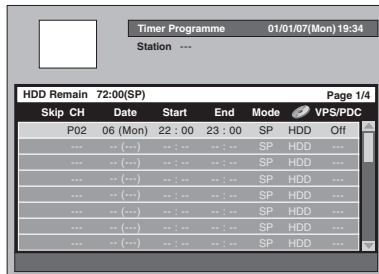 Timer Programme 01/01/07(Mon) 19:34
Station ---
HDD Remain 72:00(SP) Page 1/4
Skip CH Date Start End Mode VPS/PDC
P02 06 (Mon) 22 : 00 23 : 00 SP HDD Off
--- -- (---) -- : -- -- : -- SP HDD ---
--- -- (---) -- : -- -- : -- SP HDD ---
--- -- (---) -- : -- -- : -- SP HDD ---
--- -- (---) -- : -- -- : -- SP HDD ---
--- -- (---) -- : -- -- : -- SP HDD ---
--- -- (---) -- : -- -- : -- SP HDD ---
--- -- (---) -- : -- -- : -- SP HDD ---